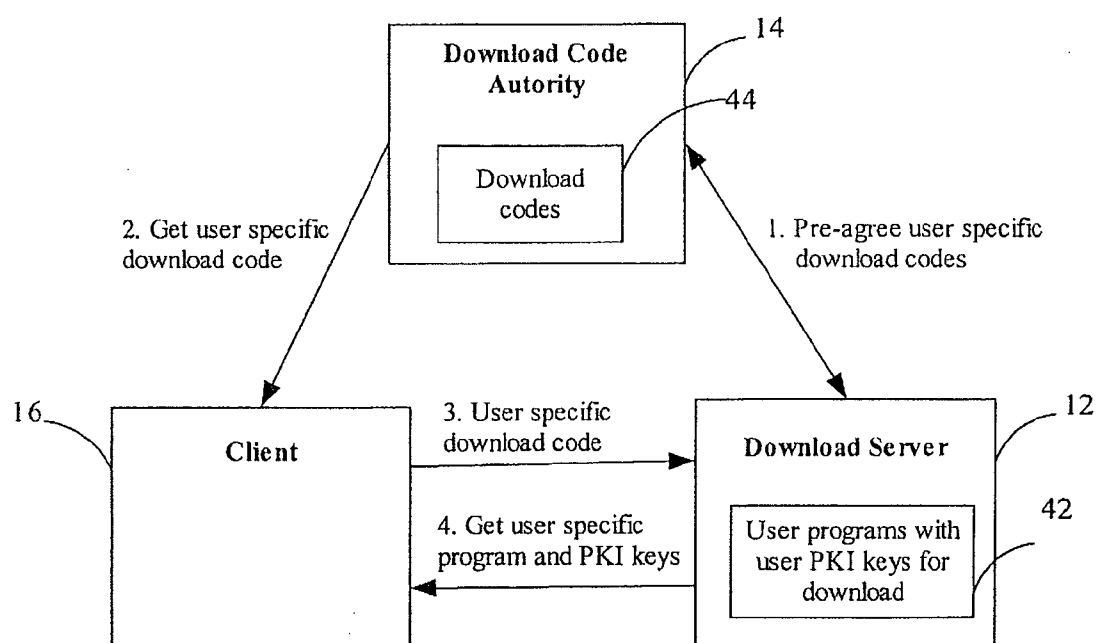 14
Download Code
Autority
44
Download
codes
2. Get user specific
download code
1. Pre-agree user specific
download codes
16
Client
3. User specific
download code
12
Download Server
4. Get user specific
program and PKI keys
42
User programs with
user PKI keys for
download